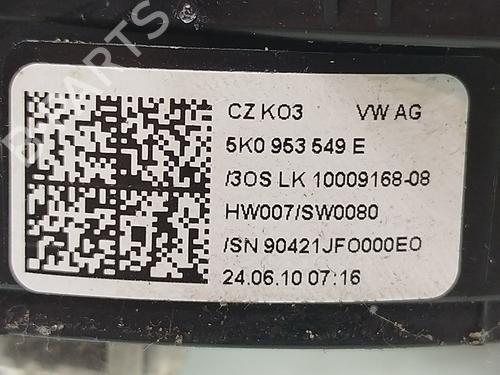 CZ KO3 VW AG
5K0 953 549 E
/3OS LK 10009168-08
HW007/SW0080
/SN 90421JFO000EO
24.06.10 07:16